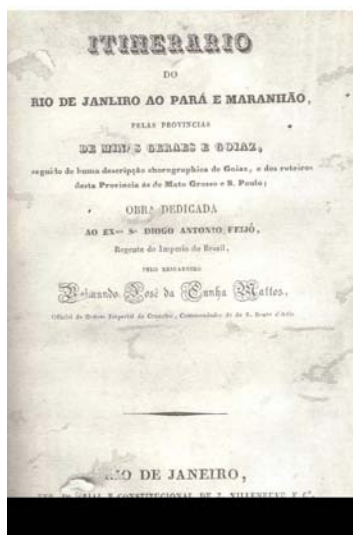 ITINERARIO
DO
RIO DE JANEIRO AO PARÁ E MARANHÃO,
PELAS PROVINCIAS
DE MINAS GERAES E GOIAZ,
seguido de huma descripção chorographica de Goiaz, e dos roteiros
desta Provincia ás de Mato Grosso e S. Paulo;
OBRA DEDICADA
AO EX.mo S.r DIOGO ANTONIO FEIJÓ,
Regente do Imperio do Brasil,
PELO BRIGADEIRO
Raimundo José da Cunha Mattos,
Official da Ordem Imperial do Cruzeiro, Commendador da de S. Bento d'Aviz.
RIO DE JANEIRO,
CONSTITUCIONAL DE J. VILLENEUVE E C.ª